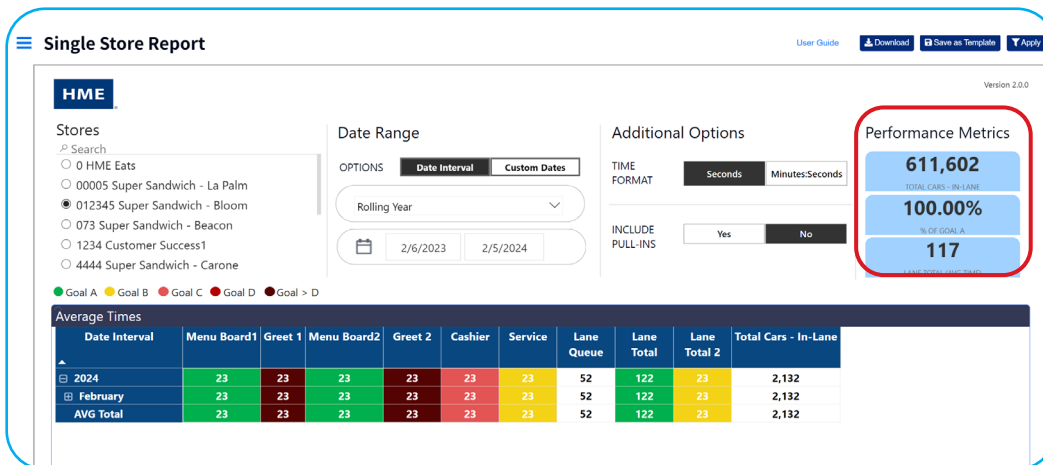 Single Store Report
User Guide
Download
Save as Template
Apply
Version 2.0.0
HME
Stores
Search
0 HME Eats
00005 Super Sandwich - La Palm
012345 Super Sandwich - Bloom
073 Super Sandwich - Beacon
1234 Customer Success1
4444 Super Sandwich - Carone
Date Range
OPTIONS
Date Interval
Custom Dates
Rolling Year
2/6/2023
2/5/2024
Additional Options
TIME
FORMAT
Seconds
Minutes:Seconds
INCLUDE
PULL-INS
Yes
No
Performance Metrics
611,602
TOTAL CARS - IN-LANE
100.00%
% OF GOAL A
117
LANE TOTAL (AVG TIME)
Goal A Goal B Goal C Goal D Goal > D
Average Times
Date Interval Menu Board1 Greet 1 Menu Board2 Greet 2 Cashier Service Lane Queue Lane Total Lane Total 2 Total Cars - In-Lane
2024 23 23 23 23 23 23 52 122 23 2,132
February 23 23 23 23 23 23 52 122 23 2,132
AVG Total 23 23 23 23 23 23 52 122 23 2,132